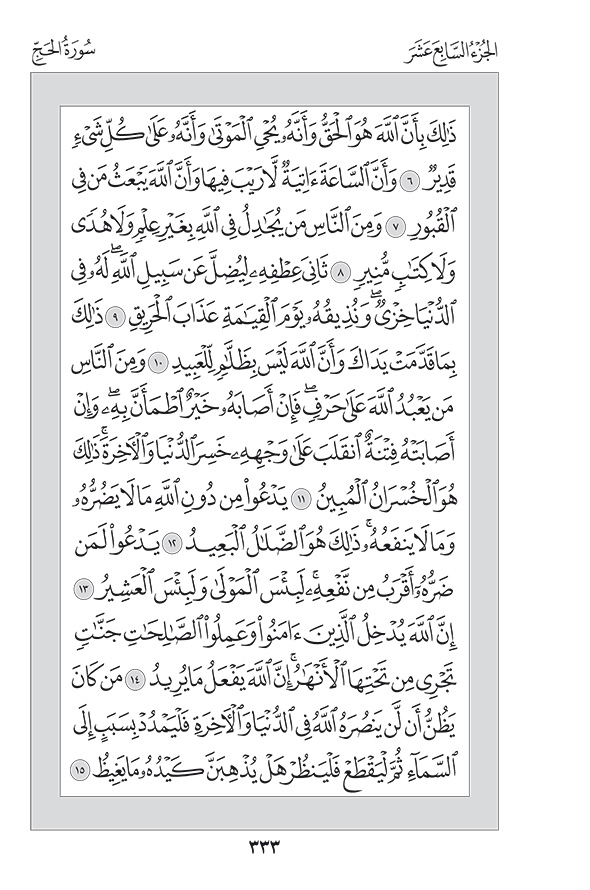 الجُزْءُ السَّابِعَ عَشَرَ
سُورَةُ الحَجِّ
ذَٰلِكَ بِأَنَّ ٱللَّهَ هُوَ ٱلۡحَقُّ وَأَنَّهُۥ يُحۡيِ ٱلۡمَوۡتَىٰ وَأَنَّهُۥ عَلَىٰ كُلِّ شَيۡءٖ
قَدِيرٞ ٦ وَأَنَّ ٱلسَّاعَةَ ءَاتِيَةٞ لَّا رَيۡبَ فِيهَا وَأَنَّ ٱللَّهَ يَبۡعَثُ مَن فِي
ٱلۡقُبُورِ ٧ وَمِنَ ٱلنَّاسِ مَن يُجَٰدِلُ فِي ٱللَّهِ بِغَيۡرِ عِلۡمٖ وَلَا هُدٗى
وَلَا كِتَٰبٖ مُّنِيرٖ ٨ ثَانِيَ عِطۡفِهِۦ لِيُضِلَّ عَن سَبِيلِ ٱللَّهِۖ لَهُۥ فِي
ٱلدُّنۡيَا خِزۡيٞۖ وَنُذِيقُهُۥ يَوۡمَ ٱلۡقِيَٰمَةِ عَذَابَ ٱلۡحَرِيقِ ٩ ذَٰلِكَ
بِمَا قَدَّمَتۡ يَدَاكَ وَأَنَّ ٱللَّهَ لَيۡسَ بِظَلَّٰمٖ لِّلۡعَبِيدِ ١٠ وَمِنَ ٱلنَّاسِ
مَن يَعۡبُدُ ٱللَّهَ عَلَىٰ حَرۡفٖۖ فَإِنۡ أَصَابَهُۥ خَيۡرٌ ٱطۡمَأَنَّ بِهِۦۖ وَإِنۡ
أَصَابَتۡهُ فِتۡنَةٌ ٱنقَلَبَ عَلَىٰ وَجۡهِهِۦ خَسِرَ ٱلدُّنۡيَا وَٱلۡأٓخِرَةَۚ ذَٰلِكَ
هُوَ ٱلۡخُسۡرَانُ ٱلۡمُبِينُ ١١ يَدۡعُواْ مِن دُونِ ٱللَّهِ مَا لَا يَضُرُّهُۥ
وَمَا لَا يَنفَعُهُۥۚ ذَٰلِكَ هُوَ ٱلضَّلَٰلُ ٱلۡبَعِيدُ ١٢ يَدۡعُواْ لَمَن
ضَرُّهُۥٓ أَقۡرَبُ مِن نَّفۡعِهِۦۚ لَبِئۡسَ ٱلۡمَوۡلَىٰ وَلَبِئۡسَ ٱلۡعَشِيرُ ١٣
إِنَّ ٱللَّهَ يُدۡخِلُ ٱلَّذِينَ ءَامَنُواْ وَعَمِلُواْ ٱلصَّٰلِحَٰتِ جَنَّٰتٖ
تَجۡرِي مِن تَحۡتِهَا ٱلۡأَنۡهَٰرُۚ إِنَّ ٱللَّهَ يَفۡعَلُ مَا يُرِيدُ ١٤ مَن كَانَ
يَظُنُّ أَن لَّن يَنصُرَهُ ٱللَّهُ فِي ٱلدُّنۡيَا وَٱلۡأٓخِرَةِ فَلۡيَمۡدُدۡ بِسَبَبٍ إِلَى
ٱلسَّمَآءِ ثُمَّ لۡيَقۡطَعۡ فَلۡيَنظُرۡ هَلۡ يُذۡهِبَنَّ كَيۡدُهُۥ مَا يَغِيظُ ١٥
٣٣٣